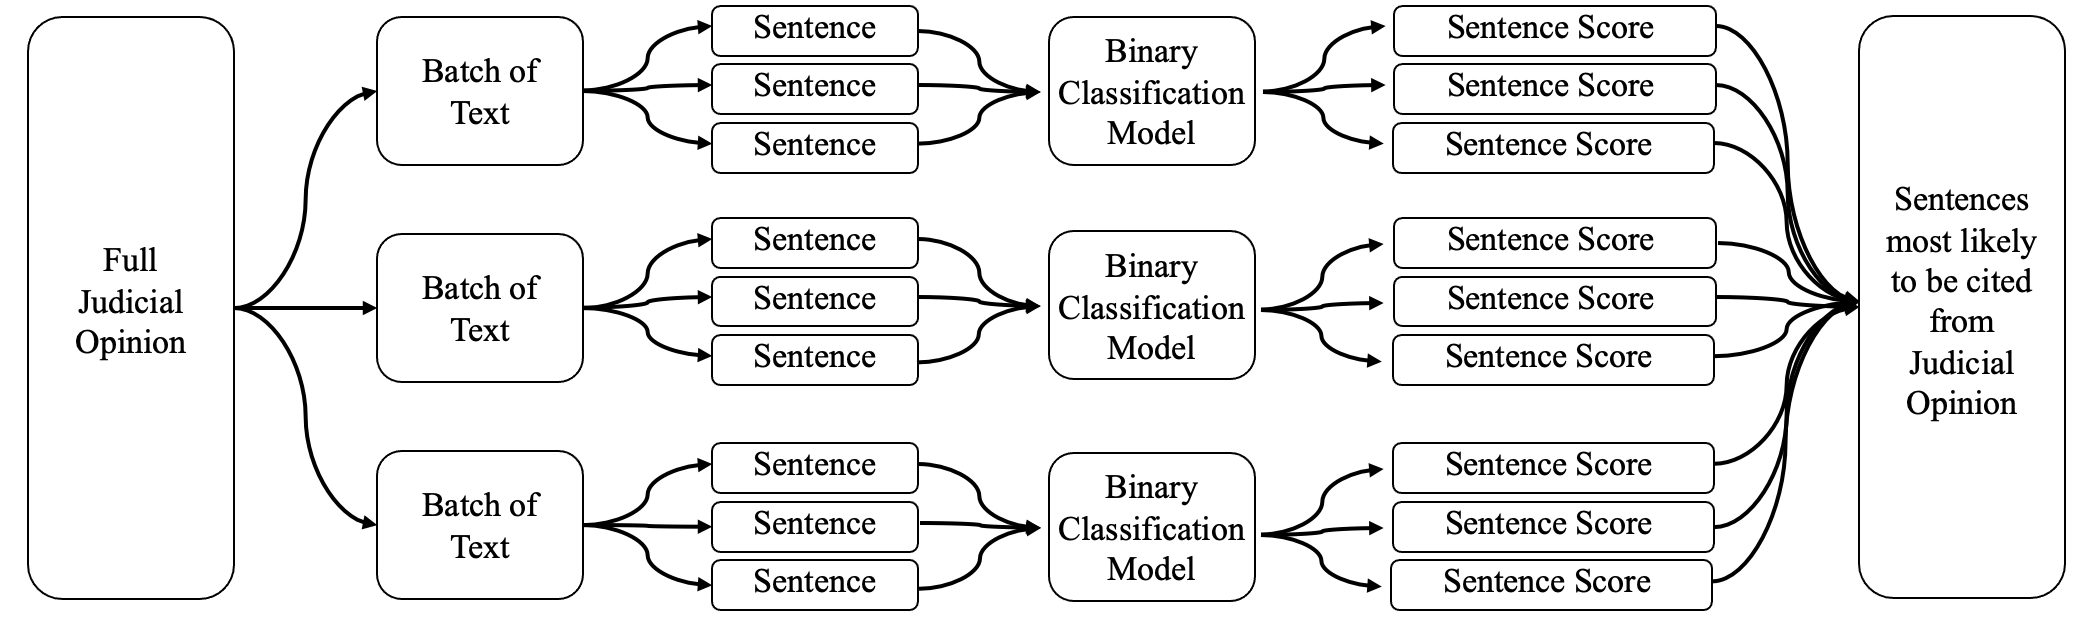 Full
Judicial
Opinion
Batch of
Text
Sentence
Sentence
Sentence
Binary
Classification
Model
Sentence Score
Sentence Score
Sentence Score
Batch of
Text
Sentence
Sentence
Sentence
Binary
Classification
Model
Sentence Score
Sentence Score
Sentence Score
Batch of
Text
Sentence
Sentence
Sentence
Binary
Classification
Model
Sentence Score
Sentence Score
Sentence Score
Sentences
most likely
to be cited
from
Judicial
Opinion